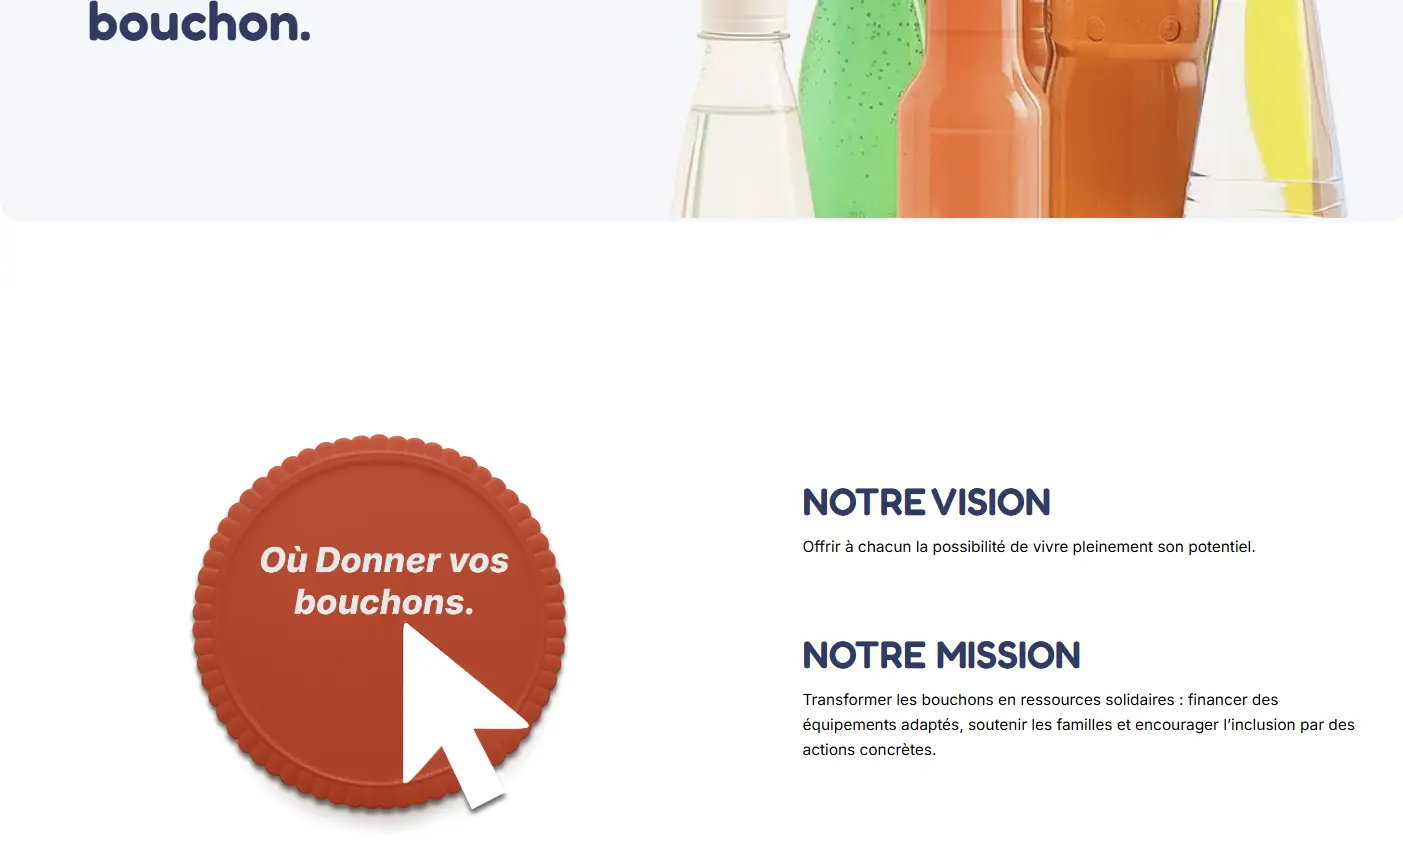 bouchon.
Où Donner vos
bouchons.
NOTRE VISION
Offrir à chacun la possibilité de vivre pleinement son potentiel.
NOTRE MISSION
Transformer les bouchons en ressources solidaires : financer des
équipements adaptés, soutenir les familles et encourager l’inclusion par des
actions concrètes.